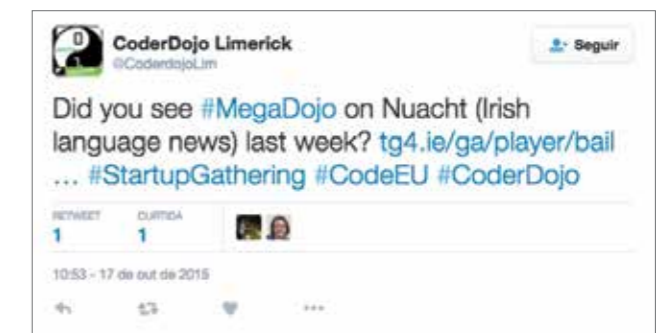 CoderDojo Limerick
@CoderdojoLim
Seguir
Did you see #MegaDojo on Nuacht (Irish
language news) last week? tg4.ie/ga/player/bail
… #StartupGathering #CodeEU #CoderDojo
RETWEET CURTIDA
1 1
10:53 - 17 de out de 2015